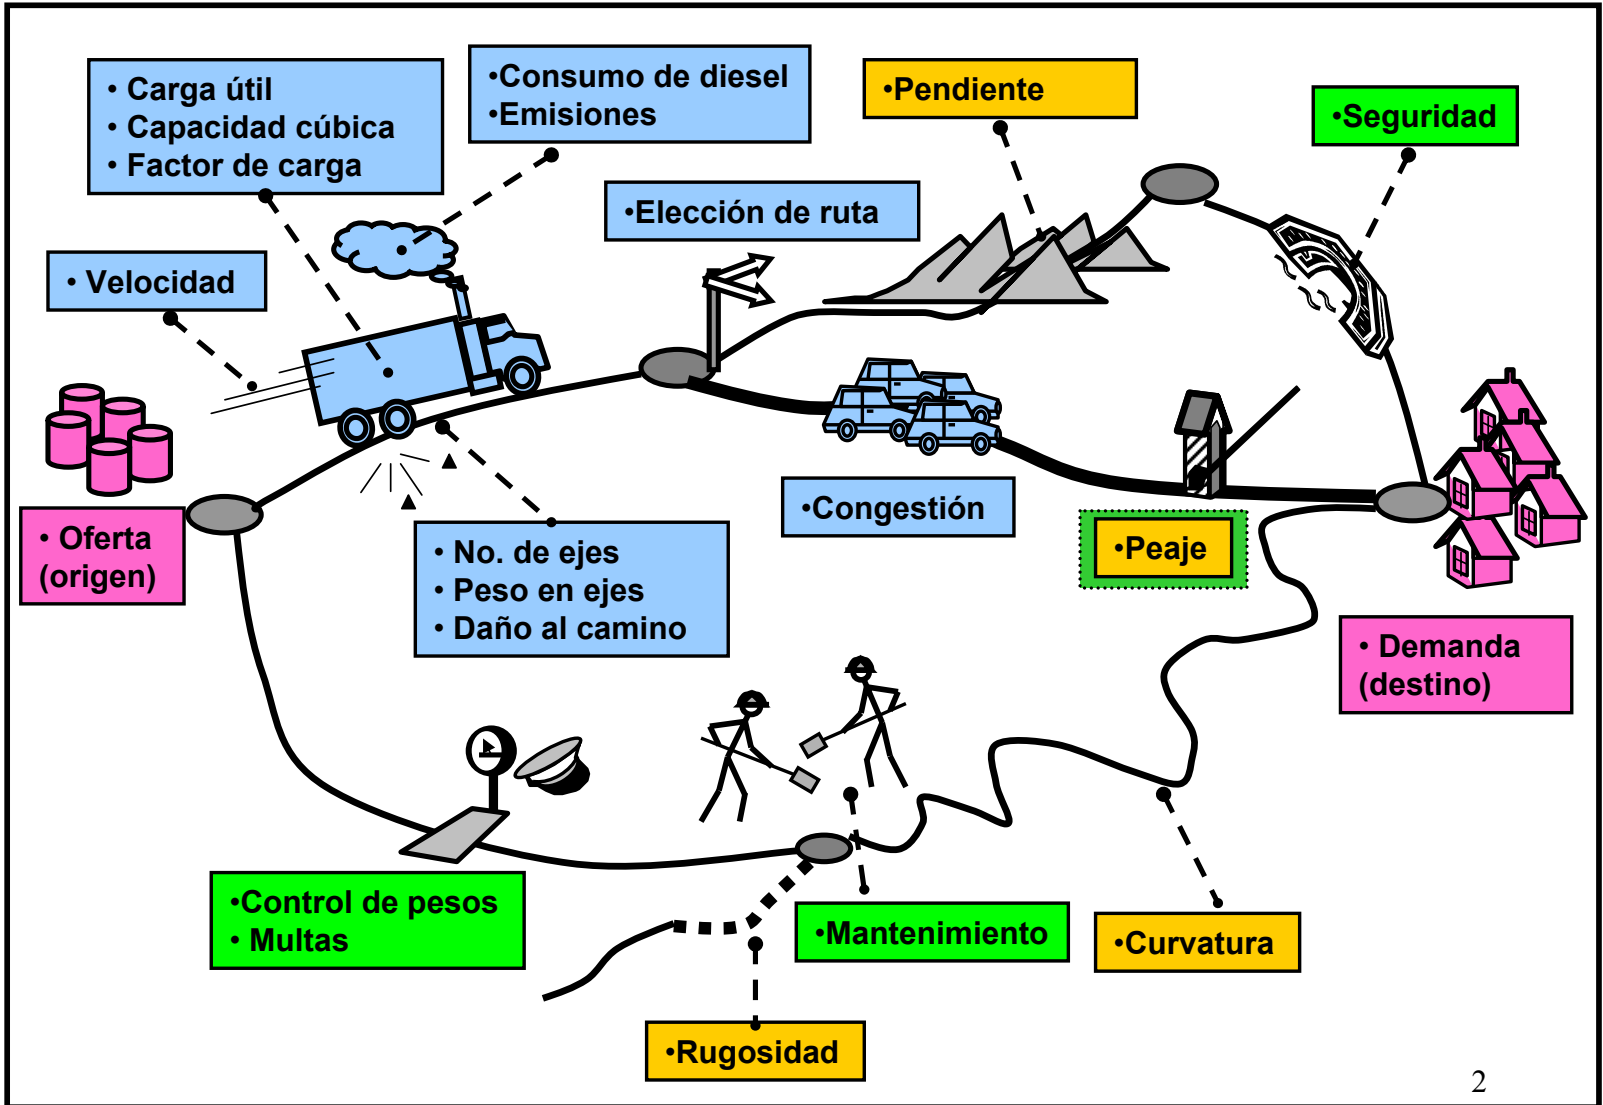 • Carga útil
• Capacidad cúbica
• Factor de carga
•Consumo de diesel
•Emisiones
•Pendiente
•Seguridad
•Elección de ruta
• Velocidad
•Congestión
• Oferta
(origen)
• No. de ejes
• Peso en ejes
• Daño al camino
•Peaje
• Demanda
(destino)
•Control de pesos
• Multas
•Mantenimiento
•Curvatura
•Rugosidad
2